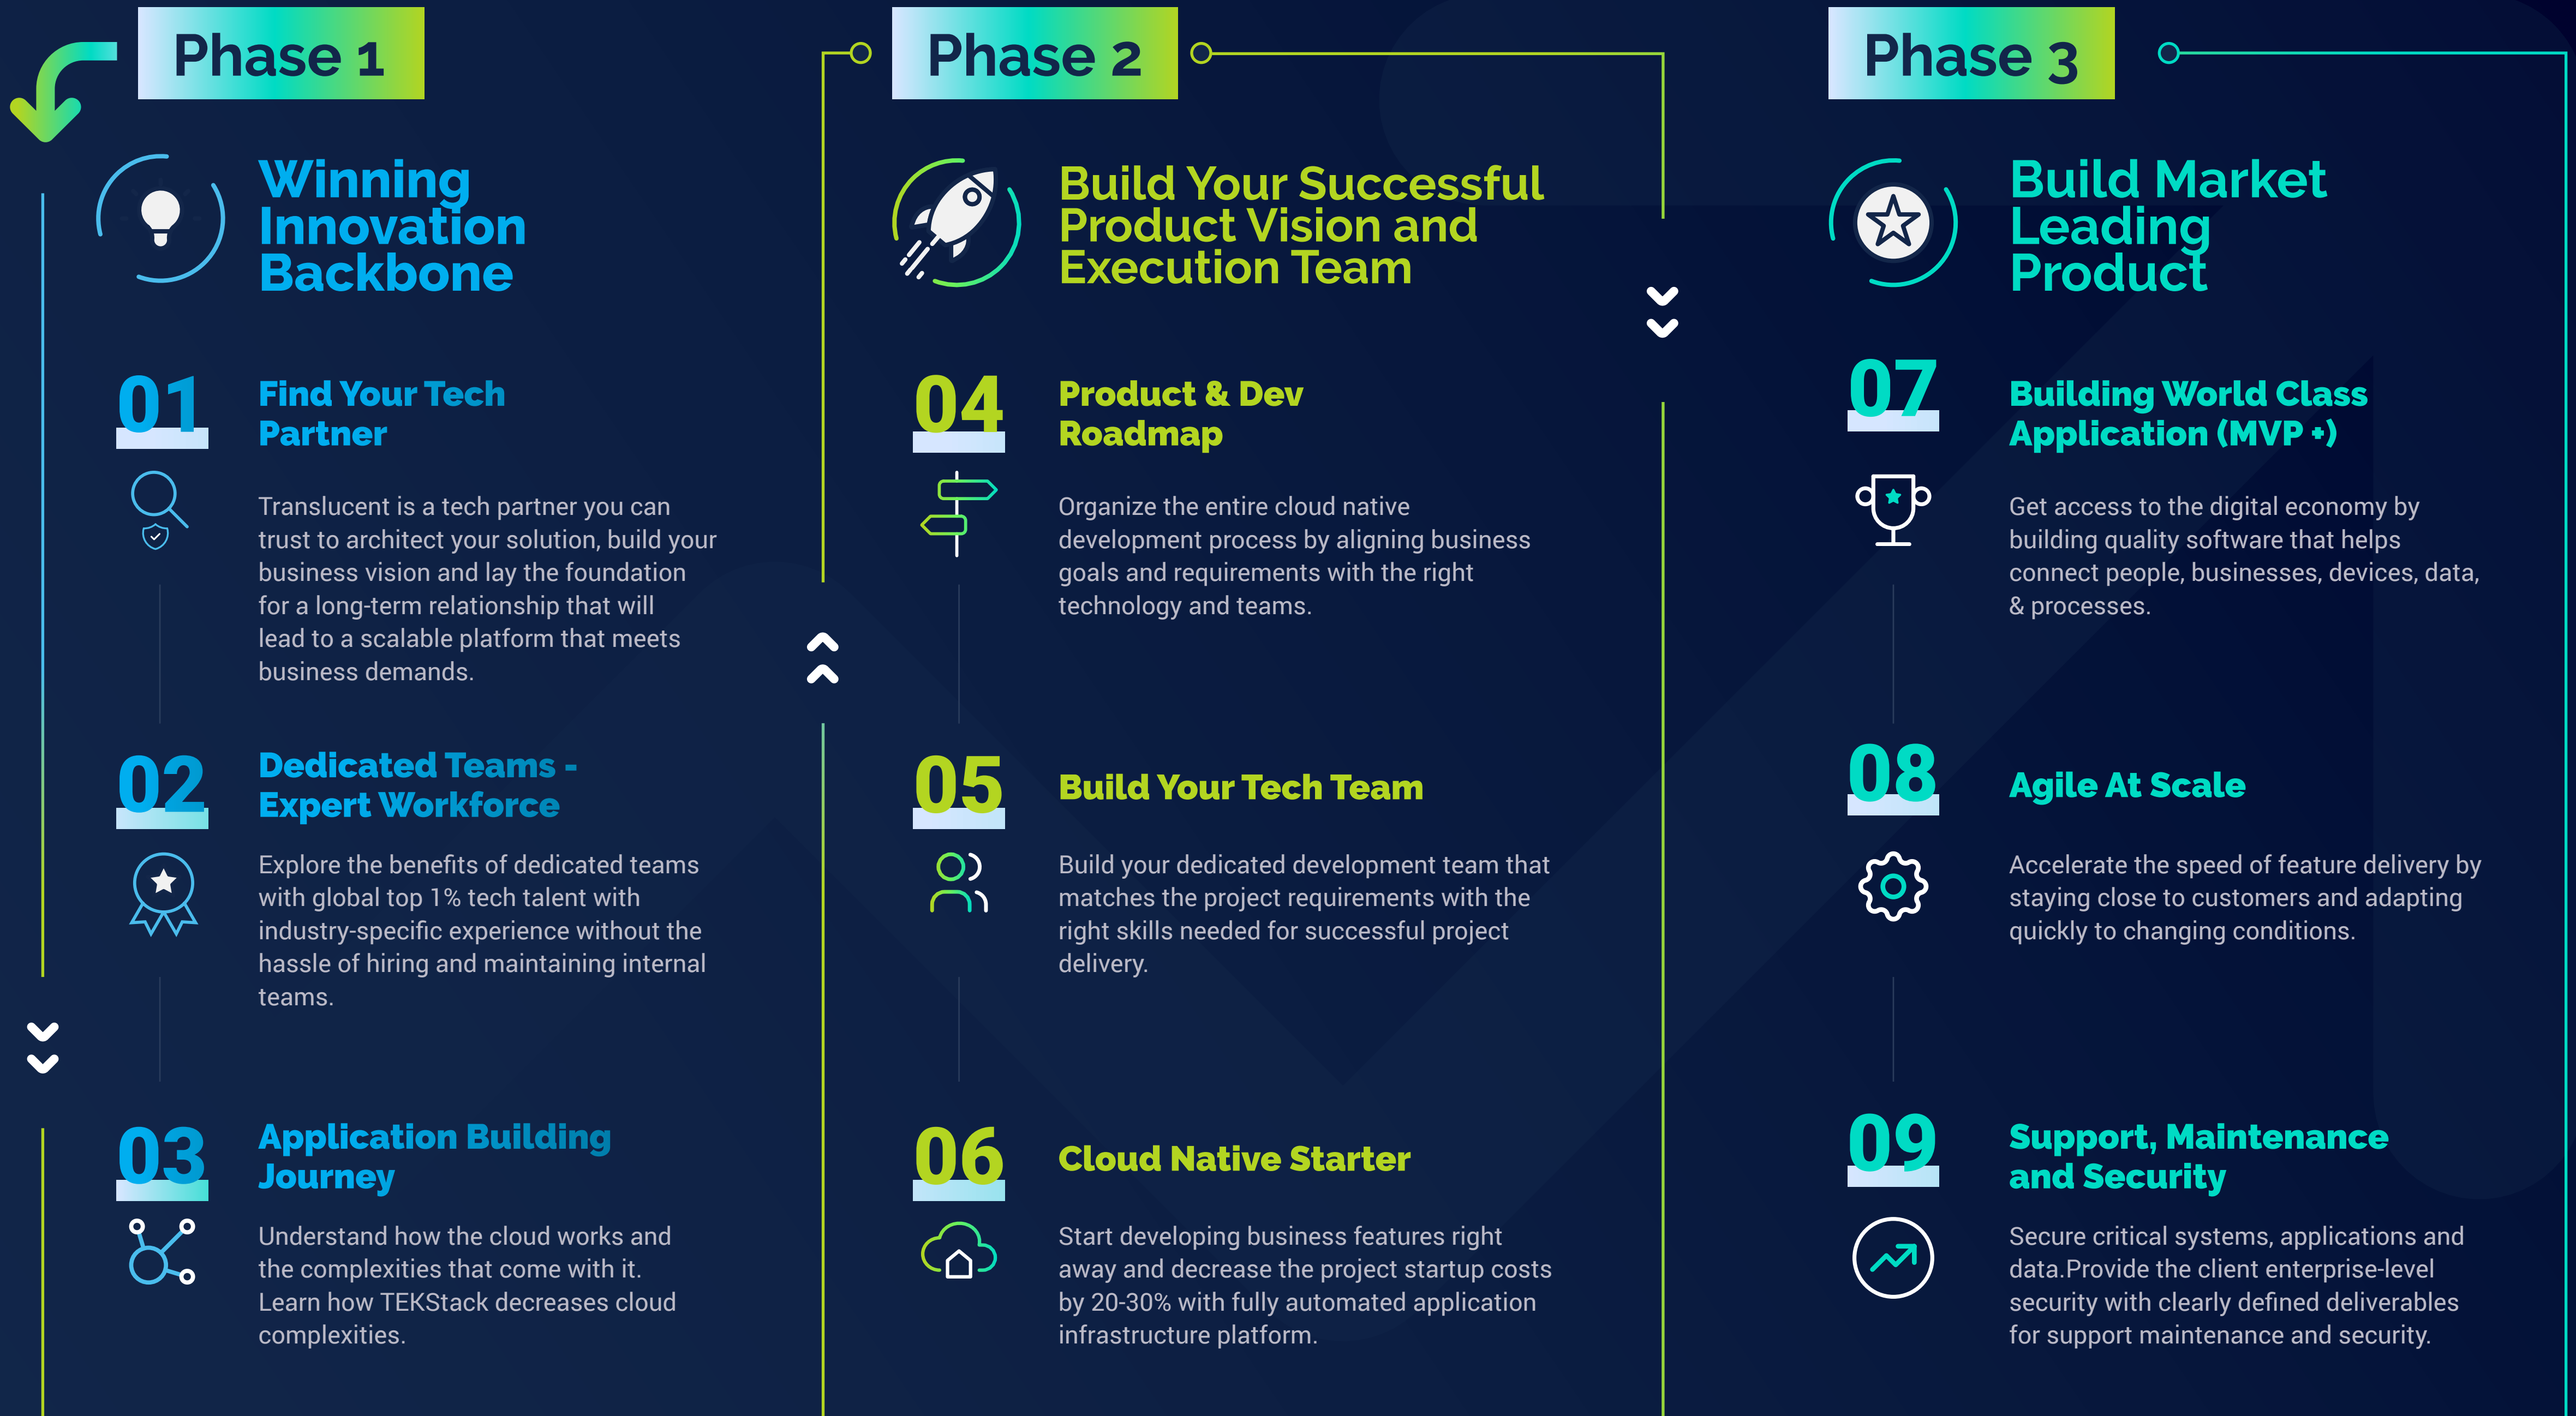 Phase 1
Winning
Innovation
Backbone
01
Find Your Tech
Partner
Translucent is a tech partner you can
trust to architect your solution, build your
business vision and lay the foundation
for a long-term relationship that will
lead to a scalable platform that meets
business demands.
02
Dedicated Teams -
Expert Workforce
Explore the benefits of dedicated teams
with global top 1% tech talent with
industry-specific experience without the
hassle of hiring and maintaining internal
teams.
03
Application Building
Journey
Understand how the cloud works and
the complexities that come with it.
Learn how TEKStack decreases cloud
complexities.
Phase 2
Build Your Successful
Product Vision and
Execution Team
04
Product & Dev
Roadmap
Organize the entire cloud native
development process by aligning business
goals and requirements with the right
technology and teams.
05
Build Your Tech Team
Build your dedicated development team that
matches the project requirements with the
right skills needed for successful project
delivery.
06
Cloud Native Starter
Start developing business features right
away and decrease the project startup costs
by 20-30% with fully automated application
infrastructure platform.
Phase 3
Build Market
Leading
Product
07
Building World Class
Application (MVP +)
Get access to the digital economy by
building quality software that helps
connect people, businesses, devices, data,
& processes.
08
Agile At Scale
Accelerate the speed of feature delivery by
staying close to customers and adapting
quickly to changing conditions.
09
Support, Maintenance
and Security
Secure critical systems, applications and
data.Provide the client enterprise-level
security with clearly defined deliverables
for support maintenance and security.